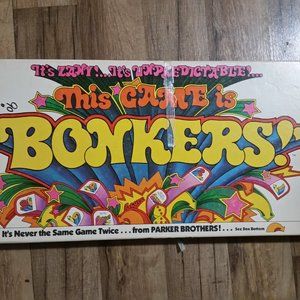 It's ZANY!...It's UNPREDICTABLE!...
This GAME is
BONKERS!
It's Never the Same Game Twice . . . from PARKER BROTHERS! . . . See Box Bottom